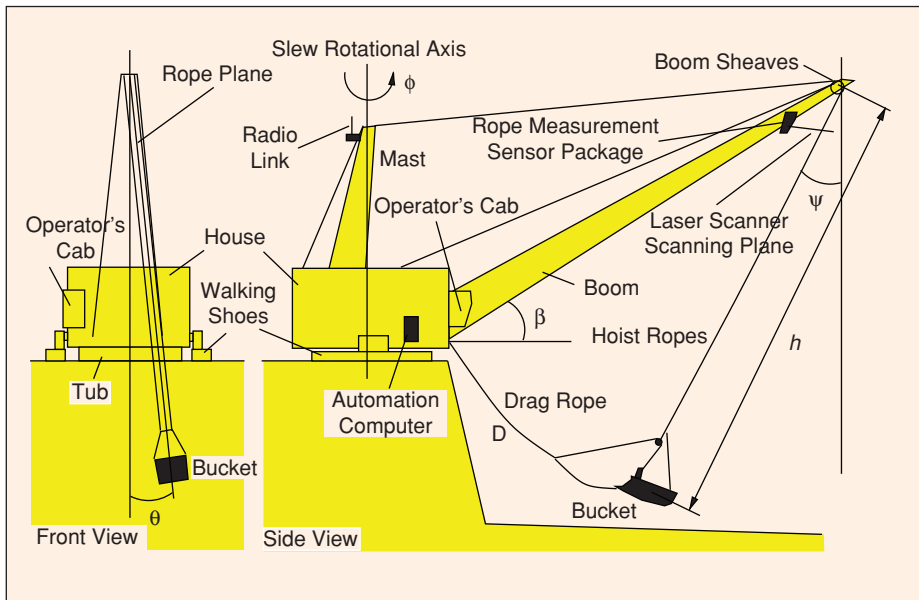 Slew Rotational Axis
ϕ
Boom Sheaves
Rope Plane
Radio
Link
Mast
Rope Measurement
Sensor Package
Operator's Cab
ψ
Laser Scanner
Scanning Plane
Operator's
Cab
House
Walking
Shoes
Boom
β
Hoist Ropes
h
Tub
Automation
Computer
Drag Rope
D
Bucket
Bucket
θ
Front View
Side View